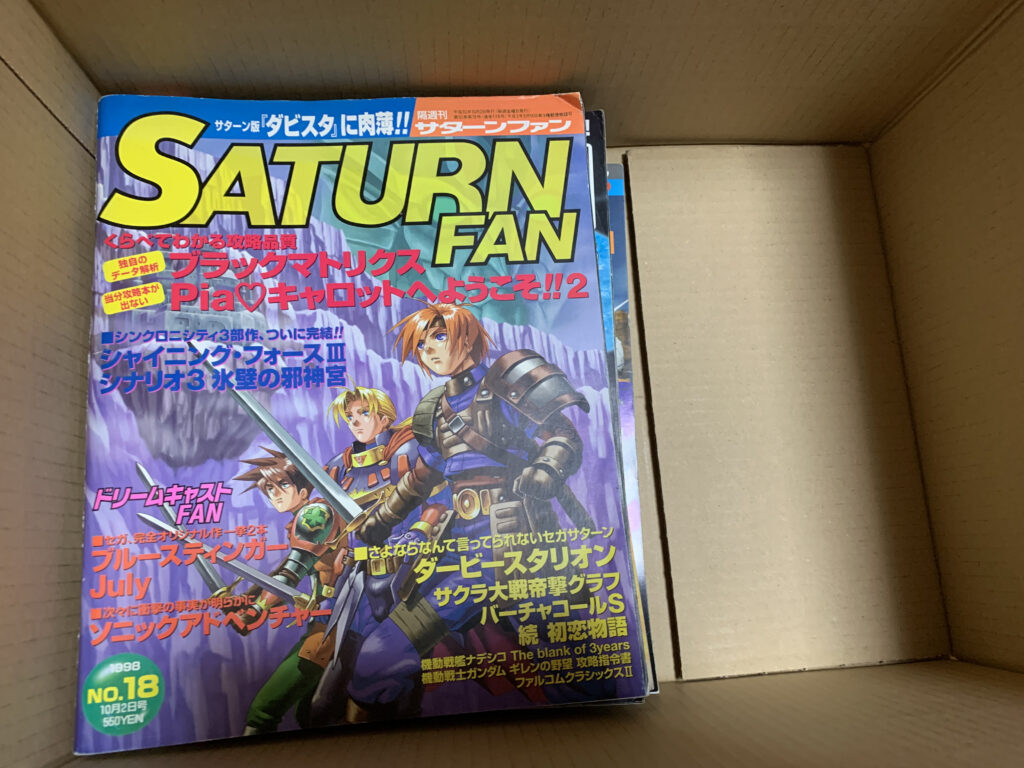 サターン版『ダビスタ』に肉薄!!
隔週刊
サターンファン
SATURN
FAN
くらべてわかる攻略品質
独自の
データ解析
ブラックマトリクス
当分攻略本が
出ない
Pia♡キャロットへようこそ!!2
■シンクロニシティ3部作、ついに完結!!
シャイニング・フォースⅢ
シナリオ3 氷壁の邪神宮
ドリームキャスト
FAN
■セガ、完全オリジナル作一挙2本
ブルースティンガー
July
■次々に衝撃の事実が明らかに
ソニックアドベンチャー
■さよならなんて言ってられないセガサターン
ダービースタリオン
サクラ大戦帝撃グラフ
バーチャコールS
続 初恋物語
機動戦艦ナデシコ The blank of 3years
機動戦士ガンダム ギレンの野望 攻略指令書
ファルコムクラシックスⅡ
1998
NO.18
10月2日号
550YEN